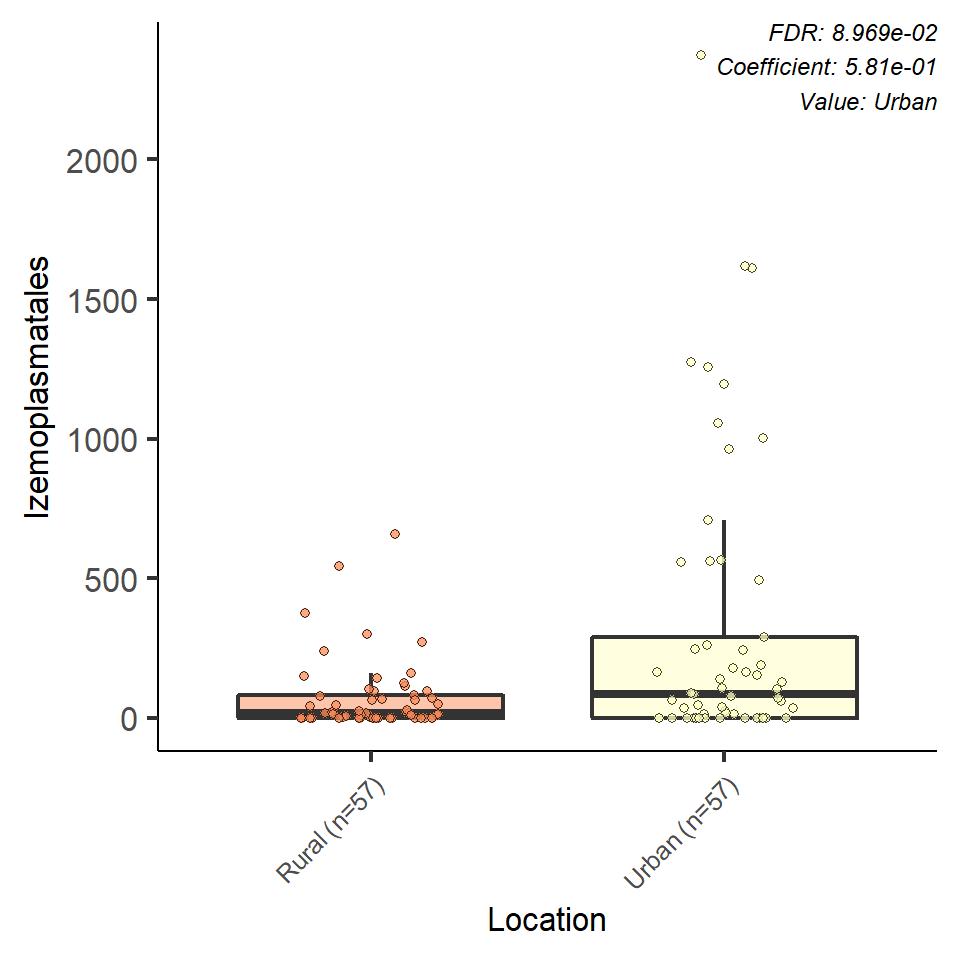 FDR: 8.969e-02
Coefficient: 5.81e-01
Value: Urban
2000
1500
1000
500
0
Izemoplasmatales
Rural (n=57)
Urban (n=57)
Location